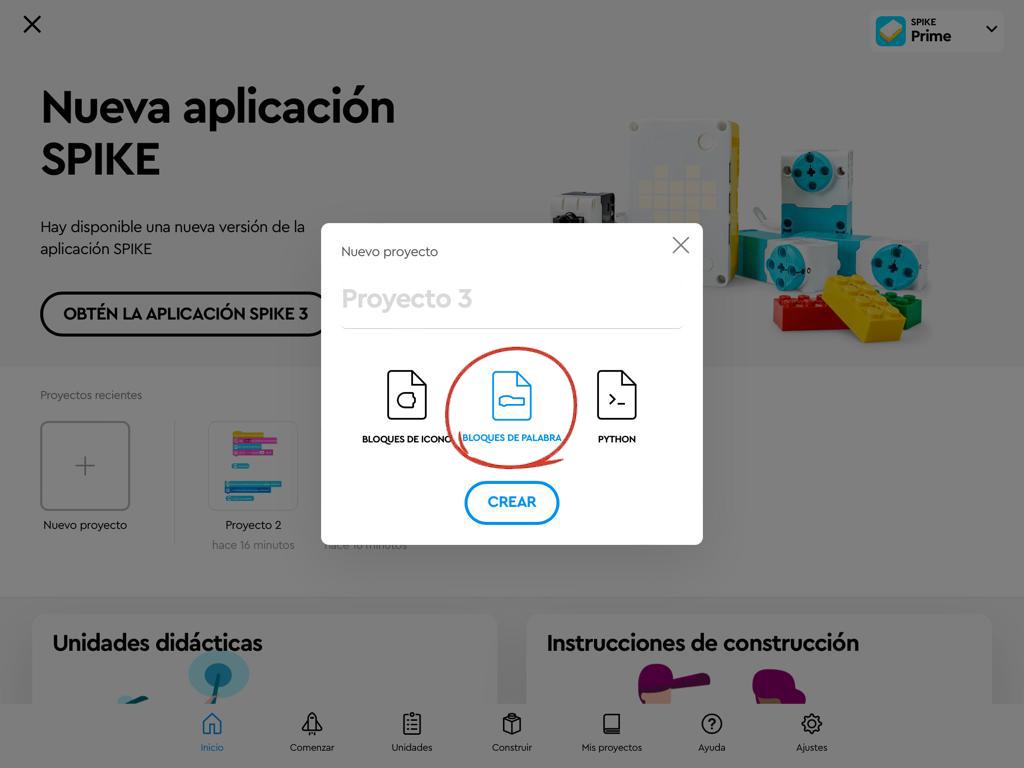 SPIKE
Prime
Nueva aplicación
SPIKE
Hay disponible una nueva versión de la
aplicación SPIKE
OBTÉN LA APLICACIÓN SPIKE 3
Nuevo proyecto
Proyecto 3
BLOQUES DE ICONO
BLOQUES DE PALABRA
PYTHON
CREAR
Proyectos recientes
Nuevo proyecto
Proyecto 2
hace 16 minutos
hace 16 minutos
Unidades didácticas
Instrucciones de construcción
Inicio
Comenzar
Unidades
Construir
Mis proyectos
Ayuda
Ajustes